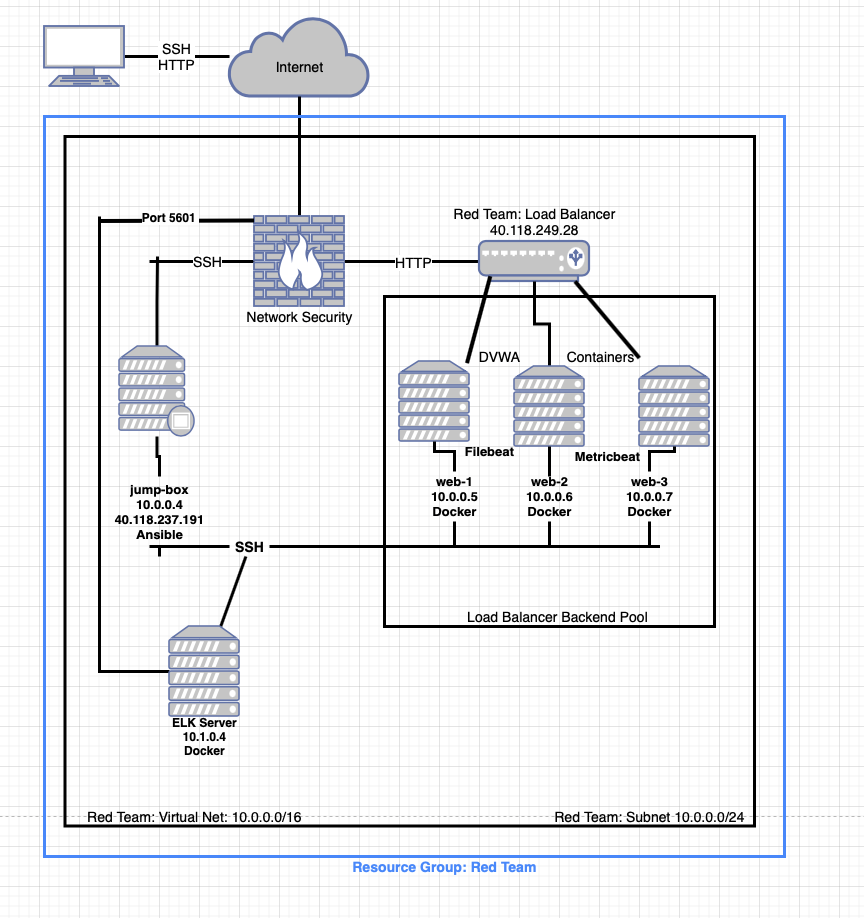 SSH
HTTP
Internet
Port 5601
SSH
Network Security
HTTP
Red Team: Load Balancer
40.118.249.28
DVWA
Containers
Filebeat
Metricbeat
web-1
10.0.0.5
Docker
web-2
10.0.0.6
Docker
web-3
10.0.0.7
Docker
jump-box
10.0.0.4
40.118.237.191
Ansible
SSH
Load Balancer Backend Pool
ELK Server
10.1.0.4
Docker
Red Team: Virtual Net: 10.0.0.0/16
Red Team: Subnet 10.0.0.0/24
Resource Group: Red Team